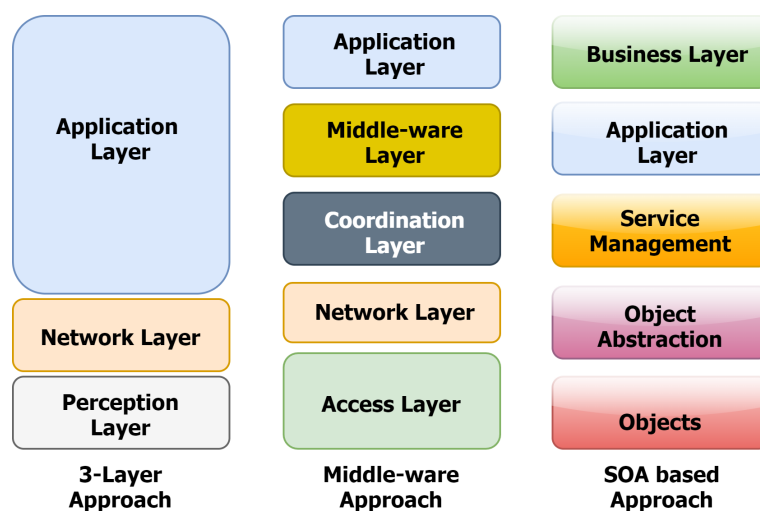 Application
Layer
Network Layer
Perception
Layer
3-Layer
Approach
Application
Layer
Middle-ware
Layer
Coordination
Layer
Network Layer
Access Layer
Middle-ware
Approach
Business Layer
Application
Layer
Service
Management
Object
Abstraction
Objects
SOA based
Approach